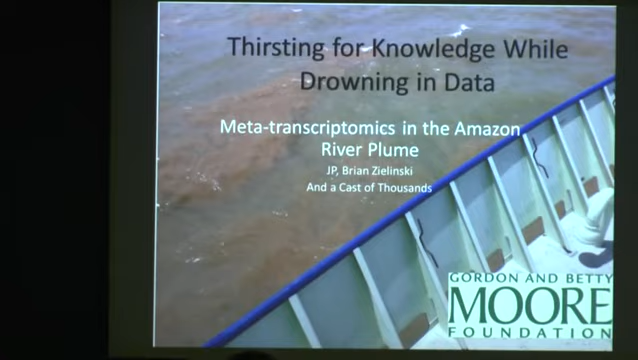 Thirsting for Knowledge While
Drowning in Data
Meta-transcriptomics in the Amazon
River Plume
JP, Brian Zielinski
And a Cast of Thousands
GORDON AND BETTY
MOORE
FOUNDATION